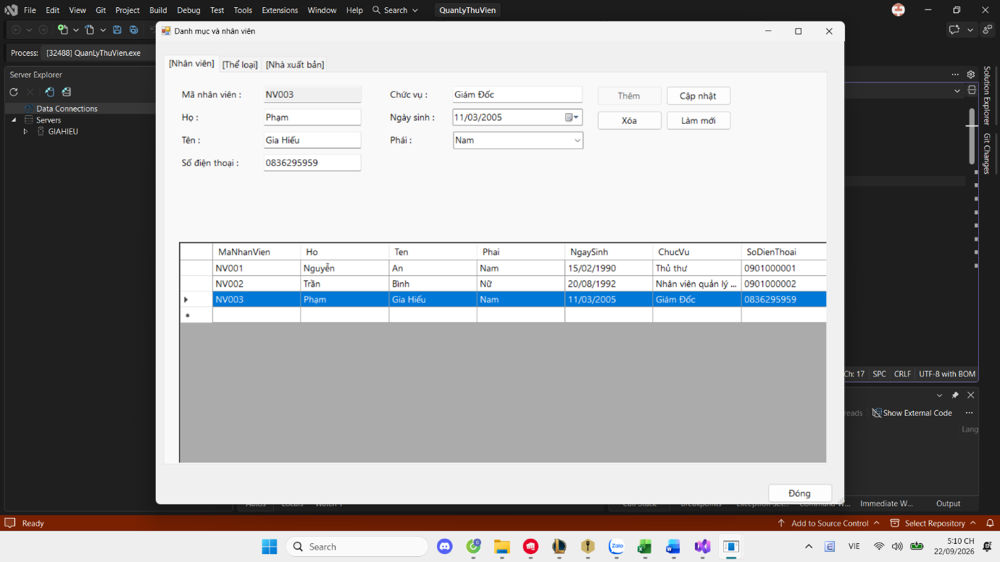 File Edit View Git Project Build Debug Test Tools Extensions Window Help Search QuanLyThuVien
Process: [32488] QuanLyThuVien.exe
Server Explorer
Data Connections
Servers
GIAHIEU
Danh mục và nhân viên
[Nhân viên] [Thể loại] [Nhà xuất bản]
Mã nhân viên : NV003 Chức vụ : Giám Đốc Thêm Cập nhật
Họ : Phạm Ngày sinh : 11/03/2005 Xóa Làm mới
Tên : Gia Hiếu Phái : Nam
Số điện thoại : 0836295959
MaNhanVien Ho Ten Phai NgaySinh ChucVu SoDienThoai
NV001 Nguyễn An Nam 15/02/1990 Thủ thư 0901000001
NV002 Trần Bình Nữ 20/08/1992 Nhân viên quản lý ... 0901000002
NV003 Phạm Gia Hiếu Nam 11/03/2005 Giám Đốc 0836295959
Đóng
Solution Explorer
Git Changes
Ch: 17 SPC CRLF UTF-8 with BOM
Show External Code
Lang
Immediate W... Output
Ready Add to Source Control Select Repository
Search Zalo VIE 5:10 CH
22/09/2026